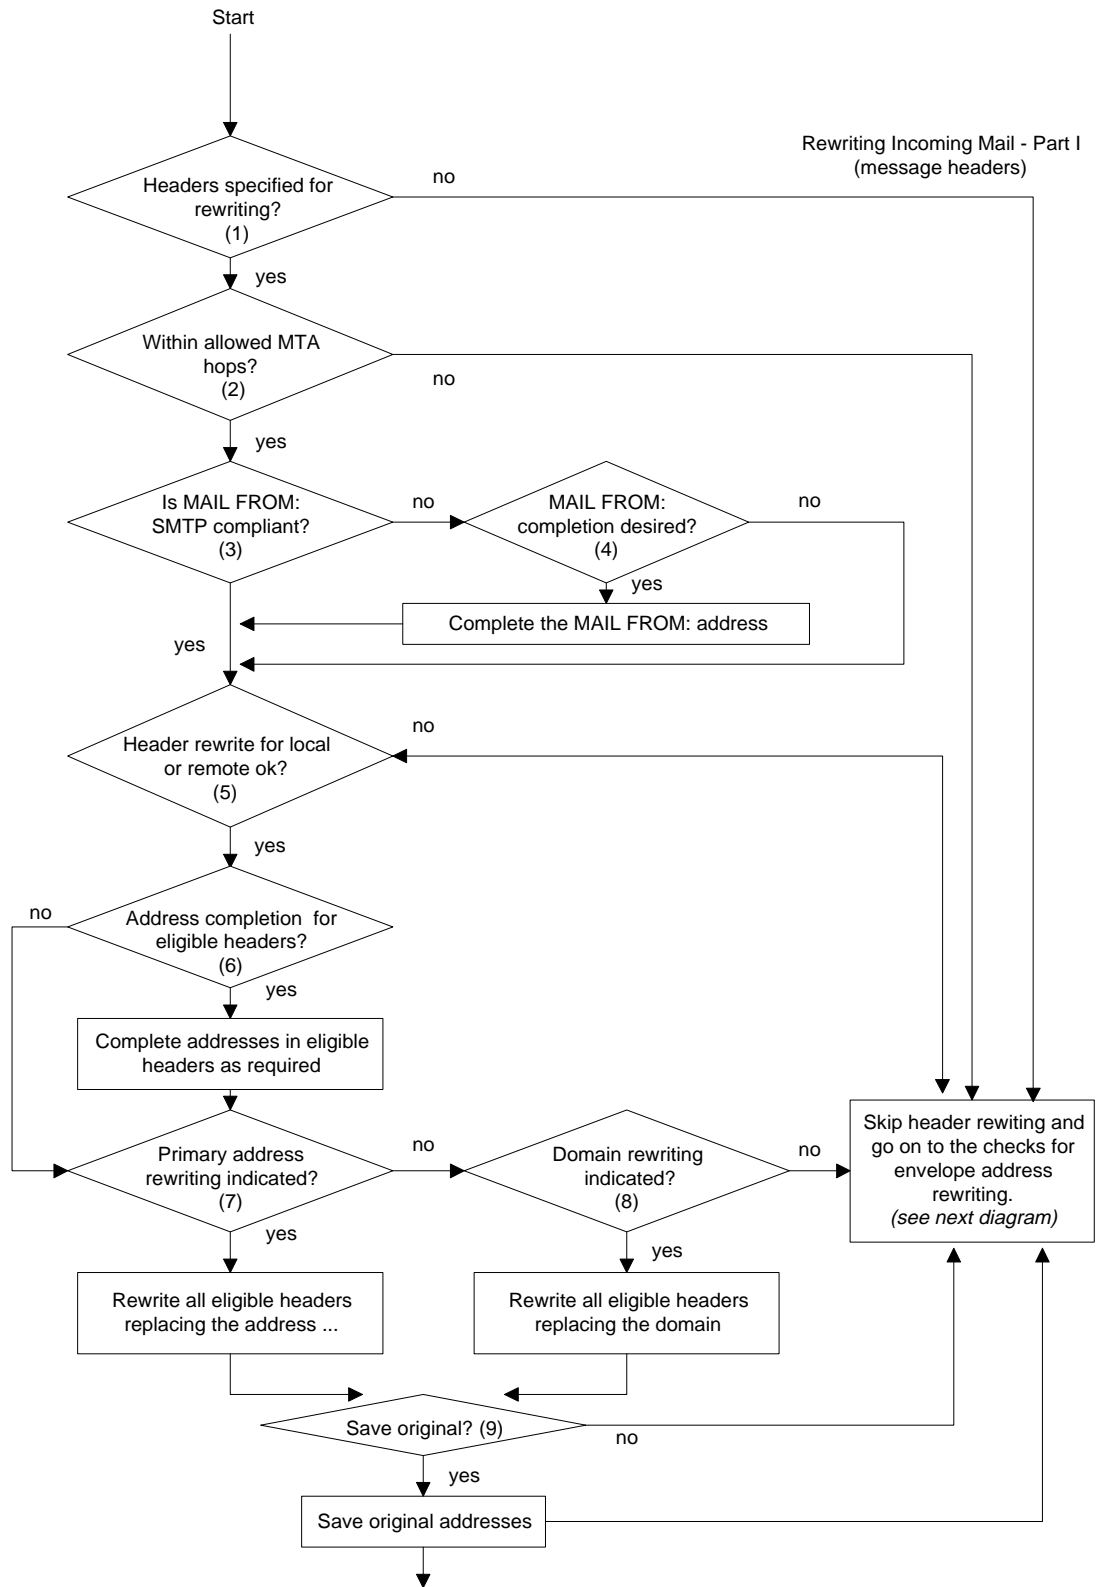 Start
Rewriting Incoming Mail - Part I
(message headers)
Headers specified for
rewriting?
(1)
no
yes
Within allowed MTA
hops?
(2)
no
yes
Is MAIL FROM:
SMTP compliant?
(3)
no
MAIL FROM:
completion desired?
(4)
no
yes
Complete the MAIL FROM: address
yes
Header rewrite for local
or remote ok?
(5)
no
yes
Address completion for
eligible headers?
(6)
no
yes
Complete addresses in eligible
headers as required
Primary address
rewriting indicated?
(7)
no
Domain rewriting
indicated?
(8)
no
Skip header rewiting and
go on to the checks for
envelope address
rewriting.
(see next diagram)
yes
yes
Rewrite all eligible headers
replacing the address ...
Rewrite all eligible headers
replacing the domain
Save original? (9)
no
yes
Save original addresses